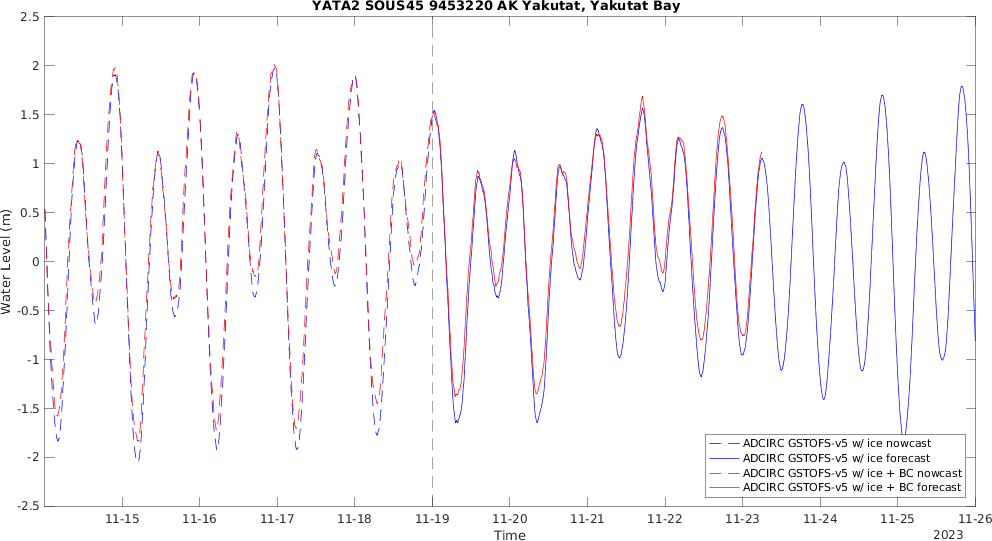 YATA2 SOUS45 9453220 AK Yakutat, Yakutat Bay
2.5
2
1.5
1
0.5
0
-0.5
-1
-1.5
-2
-2.5
Water Level (m)
11-15 11-16 11-17 11-18 11-19 11-20 11-21 11-22 11-23 11-24 11-25 11-26
Time
2023
ADCIRC GSTOFS-v5 w/ ice nowcast
ADCIRC GSTOFS-v5 w/ ice forecast
ADCIRC GSTOFS-v5 w/ ice + BC nowcast
ADCIRC GSTOFS-v5 w/ ice + BC forecast